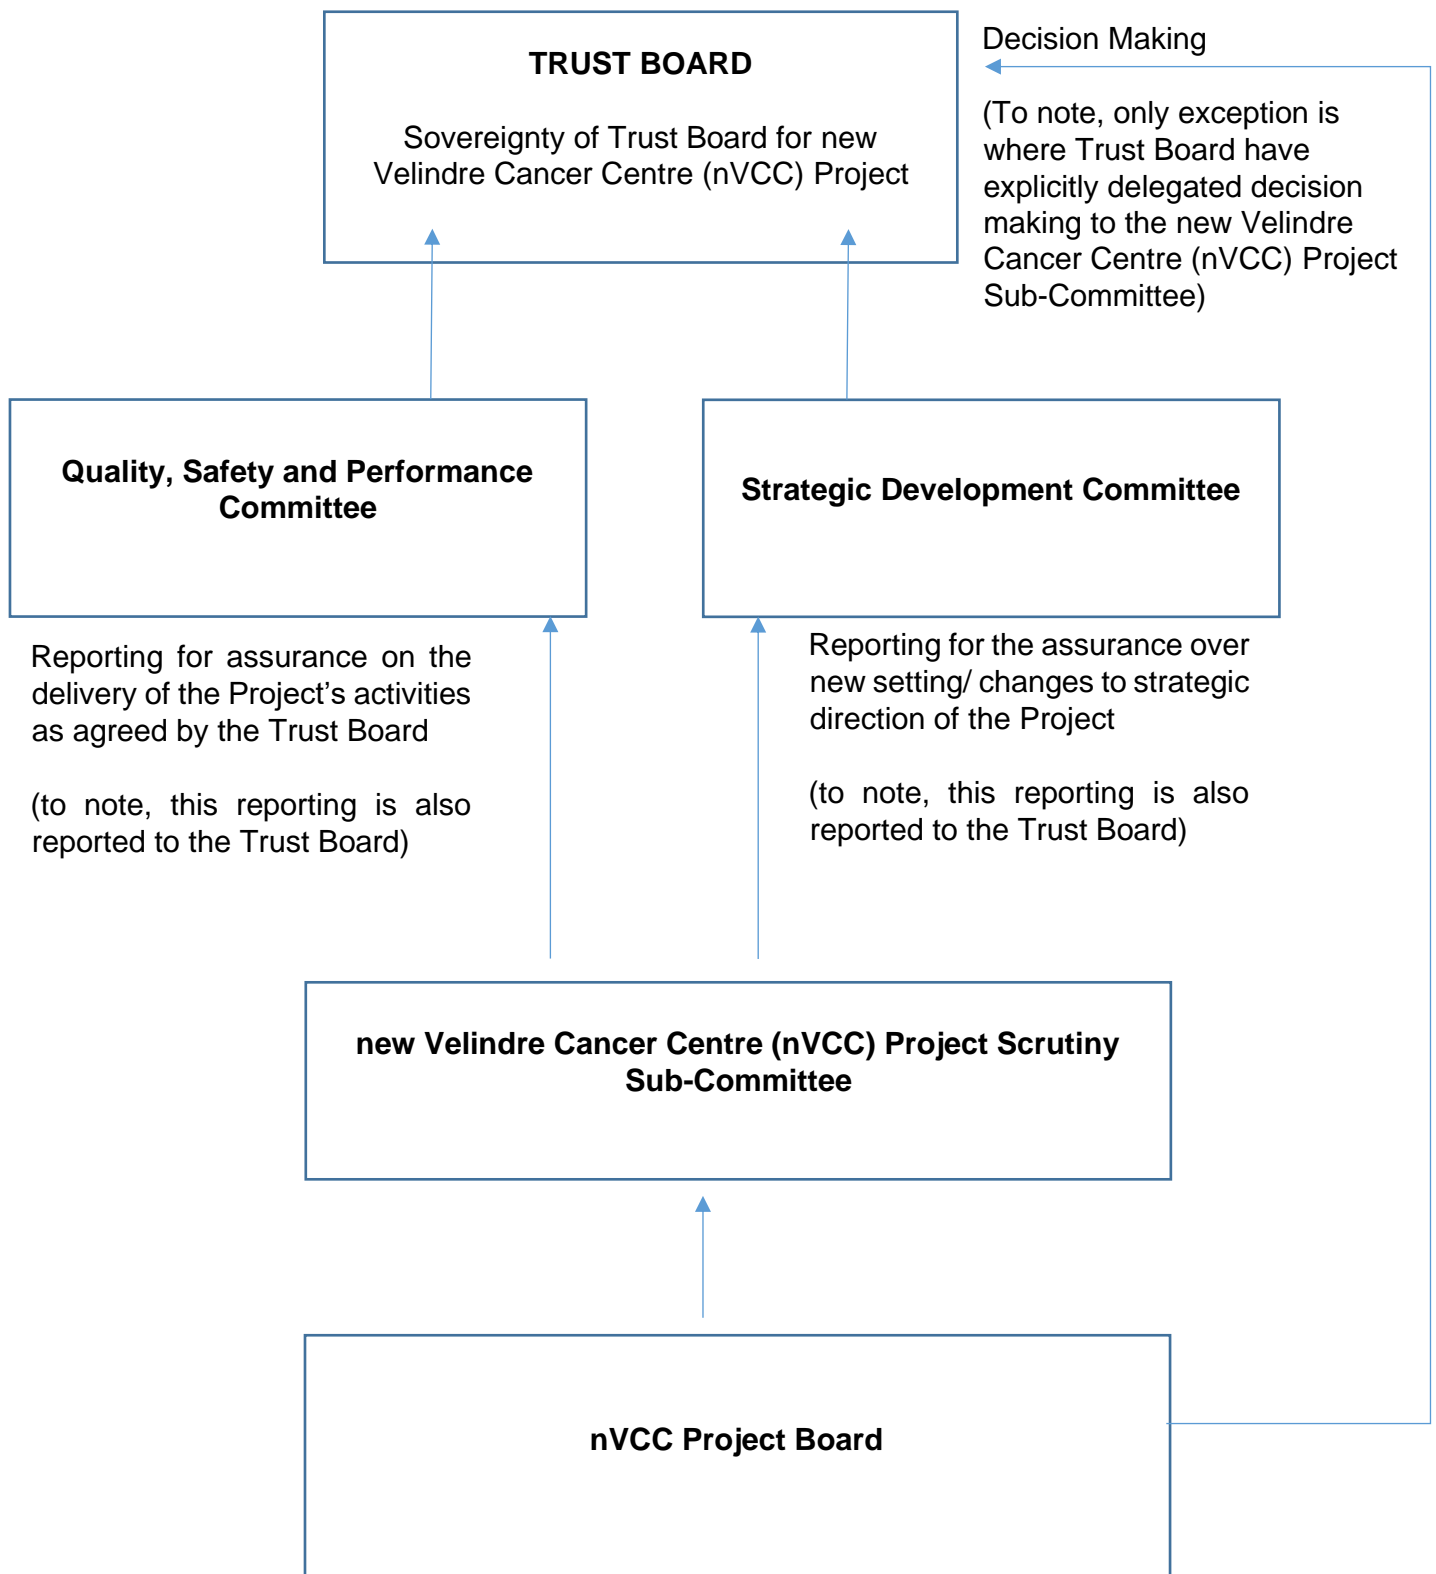 TRUST BOARD
Sovereignty of Trust Board for new
Velindre Cancer Centre (nVCC) Project
Decision Making
(To note, only exception is
where Trust Board have
explicitly delegated decision
making to the new Velindre
Cancer Centre (nVCC) Project
Sub-Committee)
Quality, Safety and Performance
Committee
Strategic Development Committee
Reporting for assurance on the
delivery of the Project’s activities
as agreed by the Trust Board
(to note, this reporting is also
reported to the Trust Board)
Reporting for the assurance over
new setting/ changes to strategic
direction of the Project
(to note, this reporting is also
reported to the Trust Board)
new Velindre Cancer Centre (nVCC) Project Scrutiny
Sub-Committee
nVCC Project Board